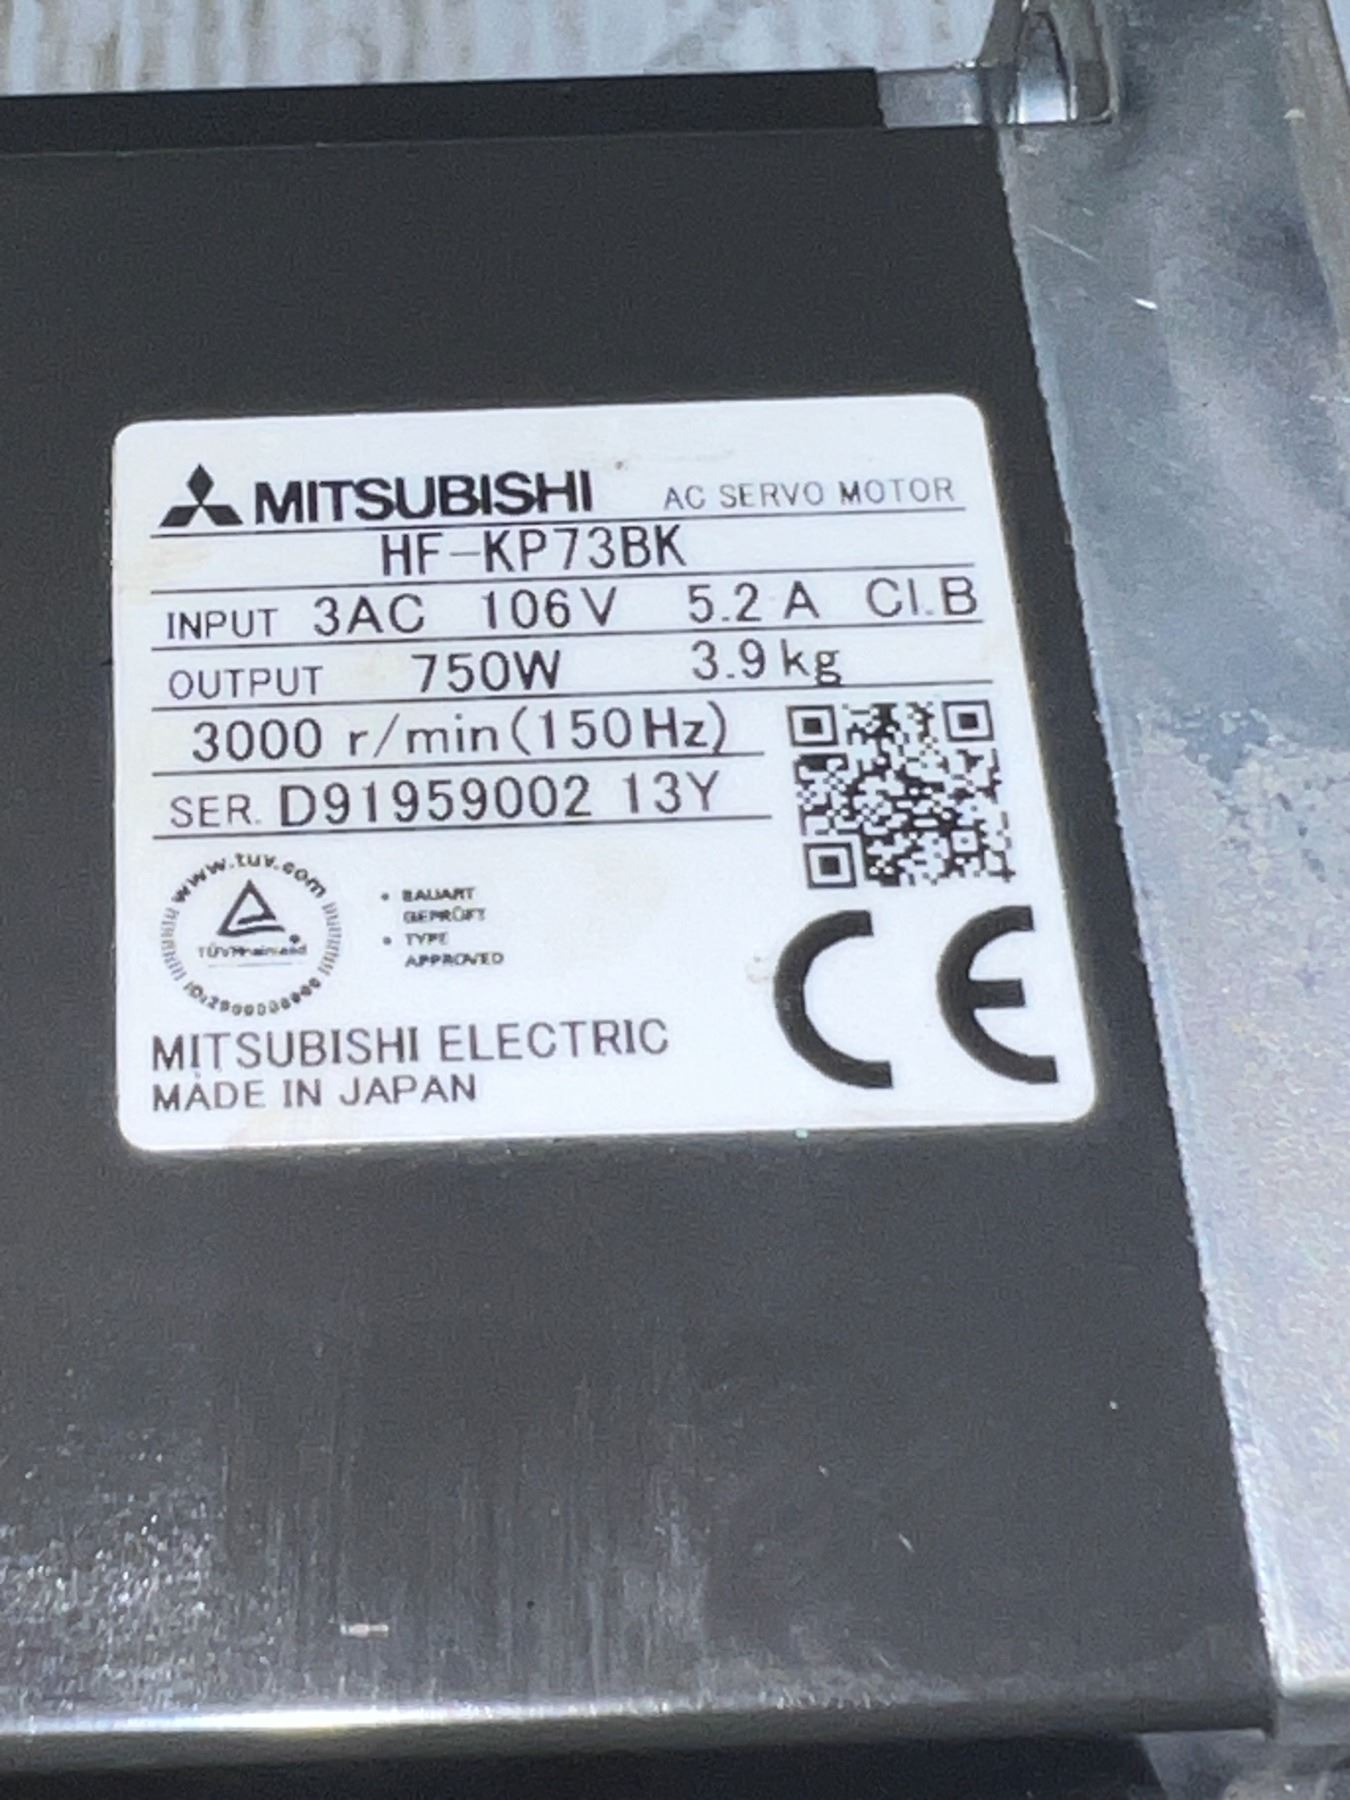 MITSUBISHI AC SERVO MOTOR
HF-KP73BK
INPUT 3AC 106V 5.2 A CI.B
OUTPUT 750W 3.9kg
3000 r/min(150Hz)
SER. D91959002 13Y
www.tuv.com
TÜVRheinland
• BAUART
GEPRÜFT
• TYPE
APPROVED
CE
MITSUBISHI ELECTRIC
MADE IN JAPAN